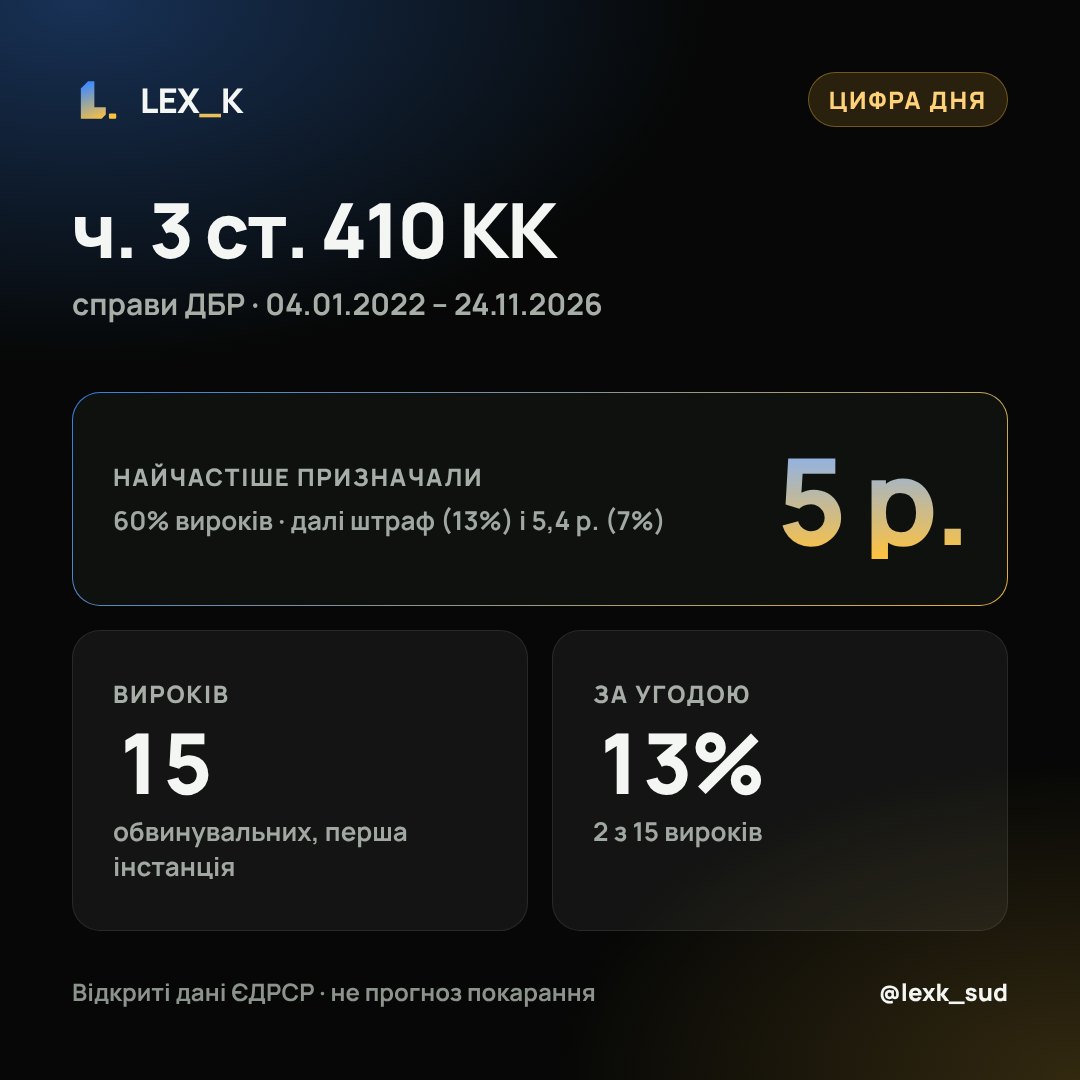 LEX_K
ЦИФРА ДНЯ
ч. 3 ст. 410 КК
справи ДБР · 04.01.2022 – 24.11.2026
НАЙЧАСТІШЕ ПРИЗНАЧАЛИ
60% вироків · далі штраф (13%) і 5,4 р. (7%)
5 р.
ВИРОКІВ
15
обвинувальних, перша
інстанція
ЗА УГОДОЮ
13%
2 з 15 вироків
Відкриті дані ЄДРСР · не прогноз покарання
@lexk_sud